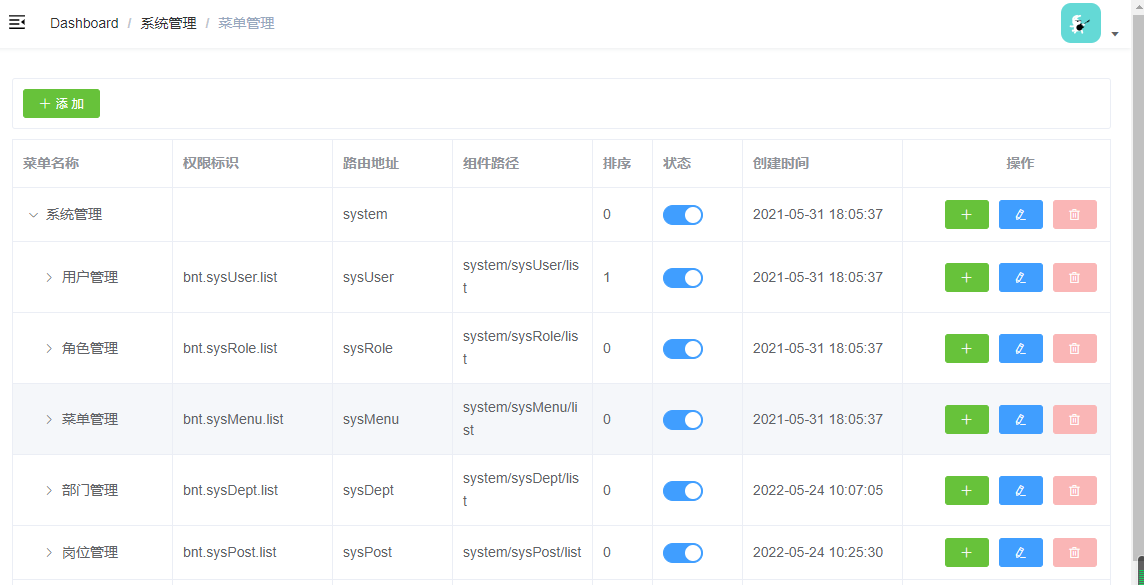 Dashboard / 系统管理 / 菜单管理
添 加
菜单名称 权限标识 路由地址 组件路径 排序 状态 创建时间 操作
系统管理 system 0 2021-05-31 18:05:37
用户管理 bnt.sysUser.list sysUser system/sysUser/lis
t 1 2021-05-31 18:05:37
角色管理 bnt.sysRole.list sysRole system/sysRole/lis
t 0 2021-05-31 18:05:37
菜单管理 bnt.sysMenu.list sysMenu system/sysMenu/li
st 0 2021-05-31 18:05:37
部门管理 bnt.sysDept.list sysDept system/sysDept/lis
t 0 2022-05-24 10:07:05
岗位管理 bnt.sysPost.list sysPost system/sysPost/list 0 2022-05-24 10:25:30